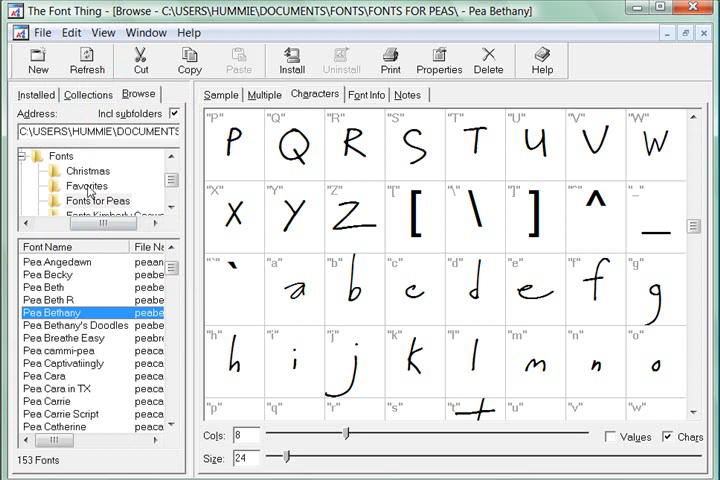 The Font Thing - [Browse - C:\USERS\HUMMIE\DOCUMENTS\FONTS\FONTS FOR PEAS\ - Pea Bethany]
File Edit View Window Help
New Refresh Cut Copy Paste Install Uninstall Print Properties Delete Help
Installed Collections Browse
Sample Multiple Characters Font Info Notes
Address: Incl subfolders
C:\USERS\HUMMIE\DOCUMENTS
Fonts
Christmas
Favorites
Fonts for Peas
Font Name File Na
Pea Angedawn peaan
Pea Becky peabe
Pea Beth peabe
Pea Beth R peabe
Pea Bethany peabe
Pea Bethany's Doodles peabe
Pea Breathe Easy peabre
Pea cammi-pea peaca
Pea Captivatiingly peaca
Pea Cara peaca
Pea Cara in TX peaca
Pea Carrie peaca
Pea Carrie Script peaca
Pea Catherine peaca
153 Fonts
"P" "Q" "R" "S" "T" "U" "V" "W"
P Q R S T U V W
"X" "Y" "Z" "[" "\" "]" "^" "_"
X Y Z [ \ ] ^ _
"`" "a" "b" "c" "d" "e" "f" "g"
` a b c d e f g
"h" "i" "j" "k" "l" "m" "n" "o"
h i j k l m n o
"p" "q" "r" "s" "t" "u" "v" "w"
Cols: 8 Values Chars
Size: 24